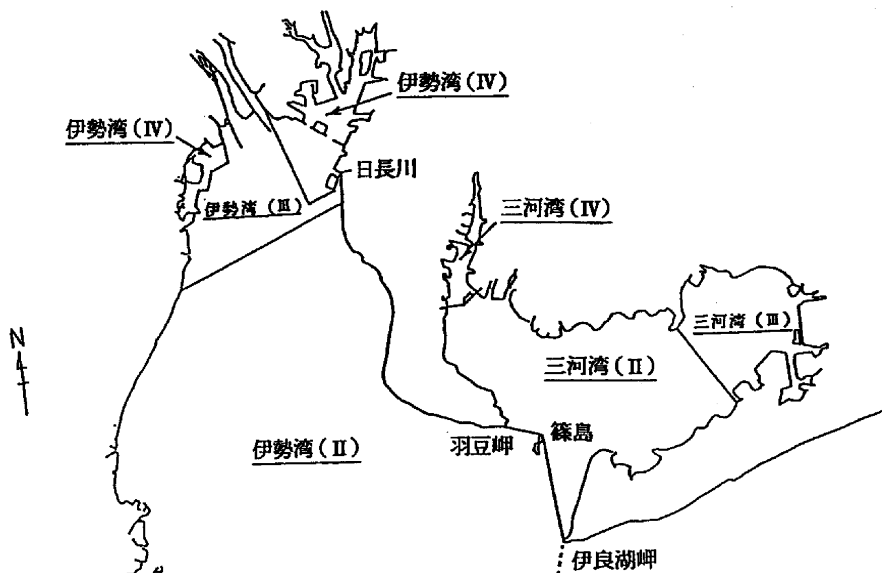 伊勢湾(Ⅳ)
伊勢湾(Ⅳ)
日長川
伊勢湾(Ⅲ)
三河湾(Ⅳ)
三河湾(Ⅲ)
N
三河湾(Ⅱ)
伊勢湾(Ⅱ)
羽豆岬
篠島
伊良湖岬